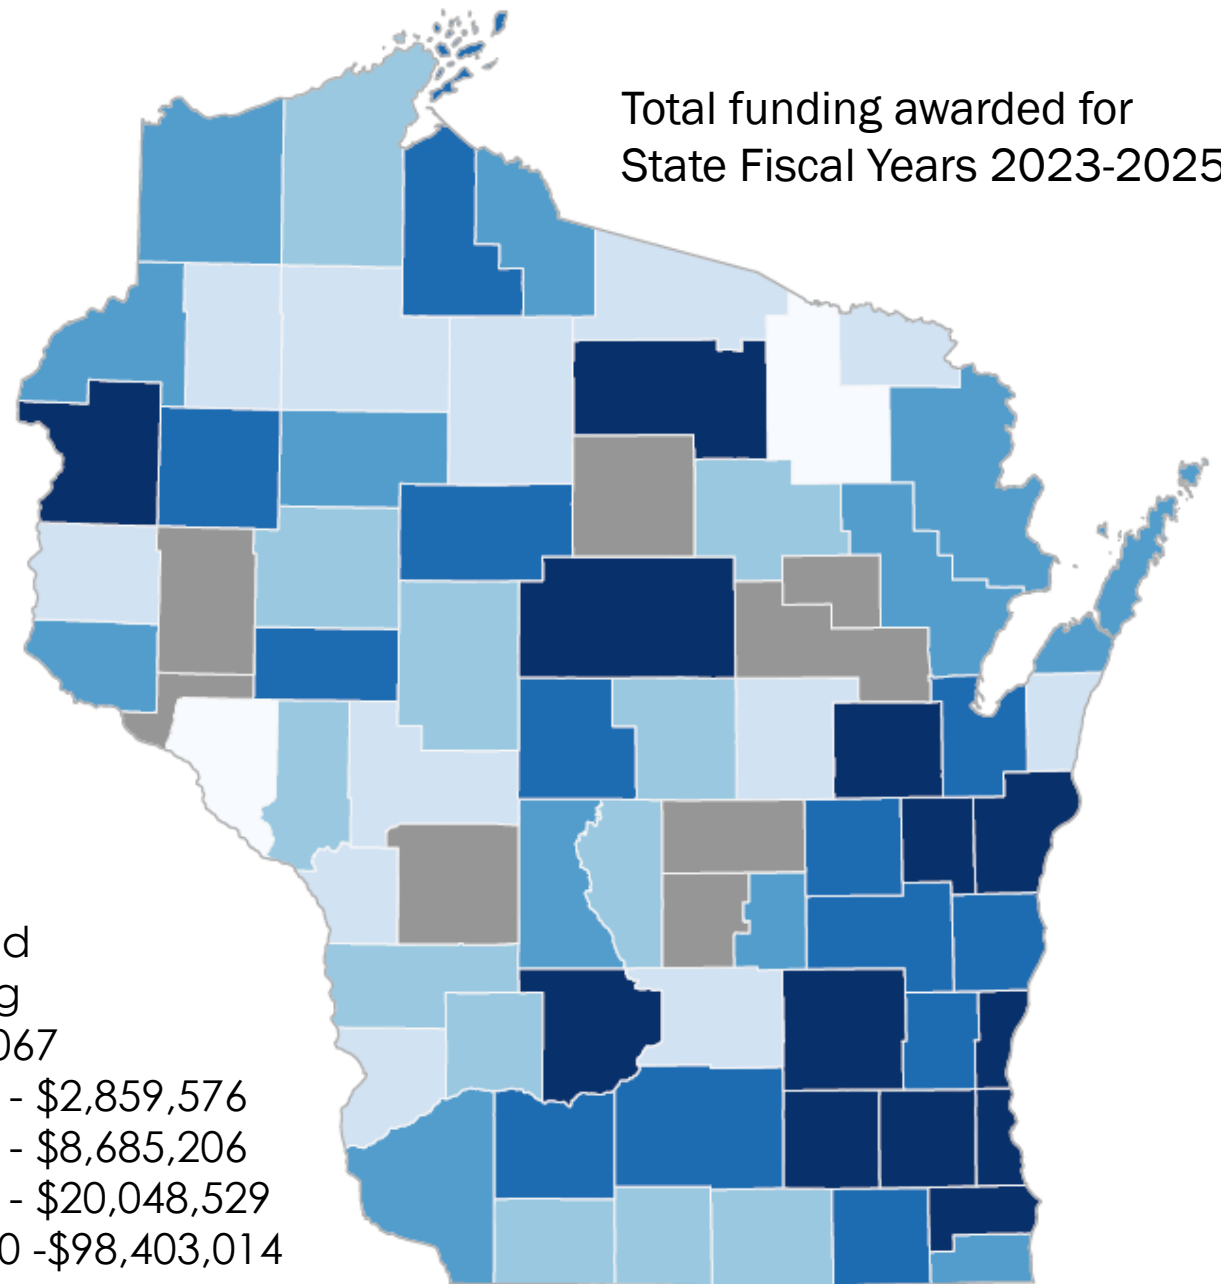 Total funding awarded for
State Fiscal Years 2023-2025
d
g
067
- $2,859,576
- $8,685,206
- $20,048,529
0 -$98,403,014